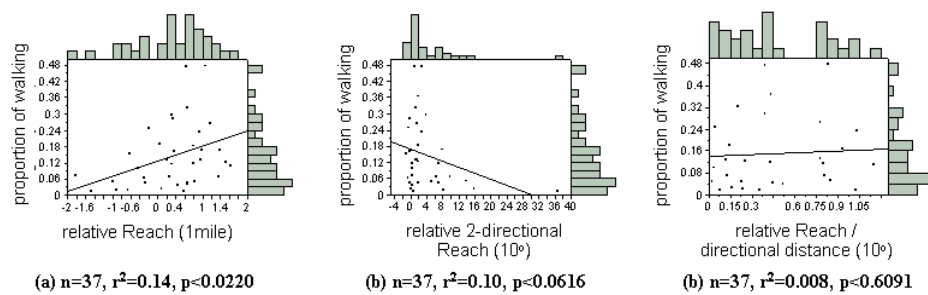 proportion of walking
0.48
0.42
0.36
0.3
0.24
0.18
0.12
0.06
0
-2 -1.6 -1 -0.6 0 0.4 1 1.4 2
relative Reach (1mile)
(a) n=37, r²=0.14, p<0.0220
proportion of walking
0.48
0.42
0.36
0.3
0.24
0.18
0.12
0.06
0
-4 0 4 8 12 16 20 24 28 32 36 40
relative 2-directional
Reach (10º)
(b) n=37, r²=0.10, p<0.0616
proportion of walking
0.48
0.4
0.32
0.24
0.16
0.08
0
0 0.15 0.3 0.6 0.75 0.9 1.05
relative Reach /
directional distance (10º)
(b) n=37, r²=0.008, p<0.6091